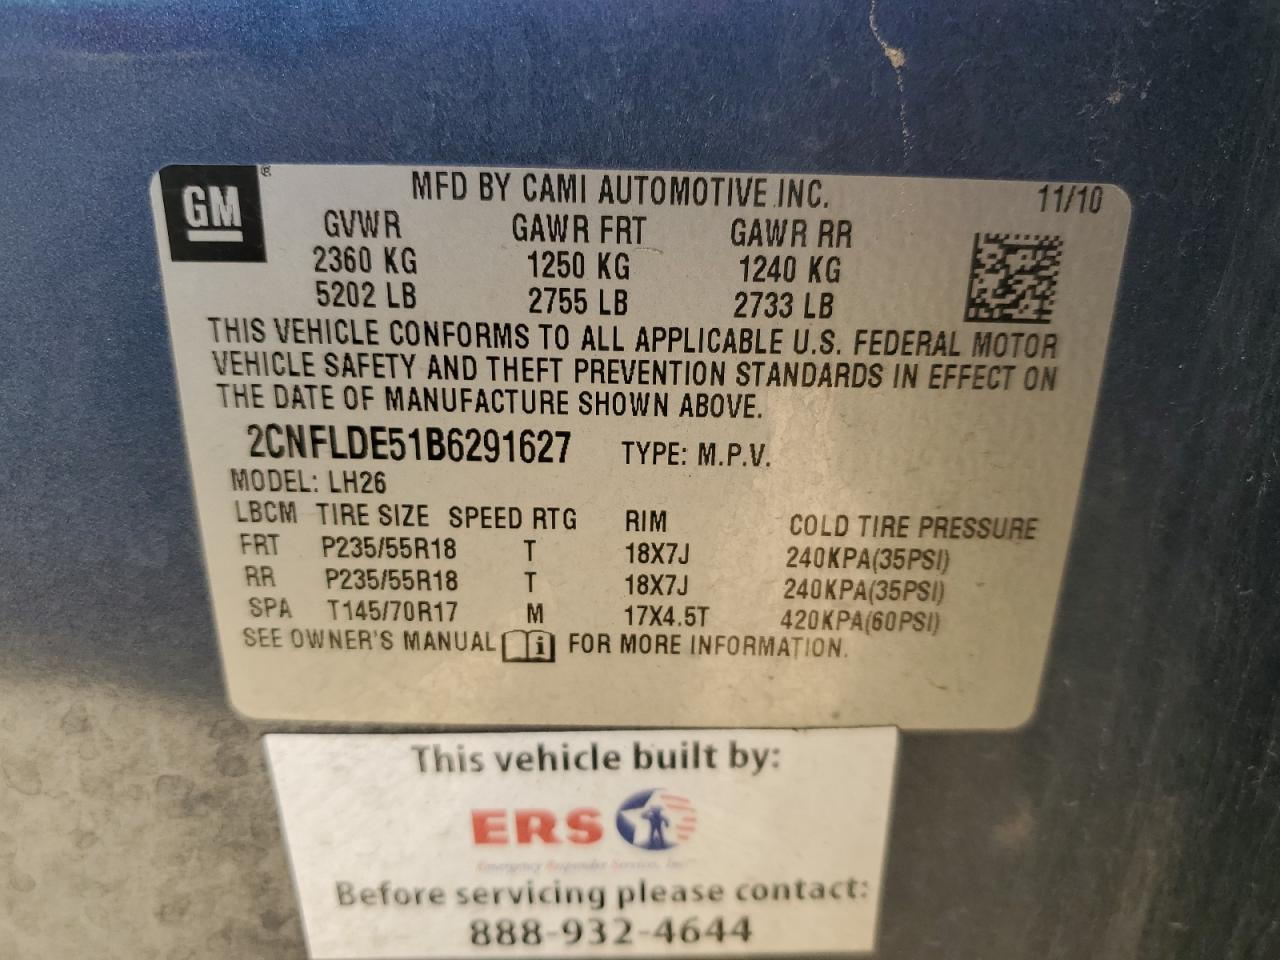 GM ®
MFD BY CAMI AUTOMOTIVE INC. 11/10
GVWR GAWR FRT GAWR RR
2360 KG 1250 KG 1240 KG
5202 LB 2755 LB 2733 LB
THIS VEHICLE CONFORMS TO ALL APPLICABLE U.S. FEDERAL MOTOR
VEHICLE SAFETY AND THEFT PREVENTION STANDARDS IN EFFECT ON
THE DATE OF MANUFACTURE SHOWN ABOVE.
2CNFLDE51B6291627 TYPE: M.P.V.
MODEL: LH26
LBCM TIRE SIZE SPEED RTG RIM COLD TIRE PRESSURE
FRT P235/55R18 T 18X7J 240KPA(35PSI)
RR P235/55R18 T 18X7J 240KPA(35PSI)
SPA T145/70R17 M 17X4.5T 420KPA(60PSI)
SEE OWNER'S MANUAL i FOR MORE INFORMATION.
This vehicle built by:
ERS
Emergency Responder Services, Inc.
Before servicing please contact:
888-932-4644